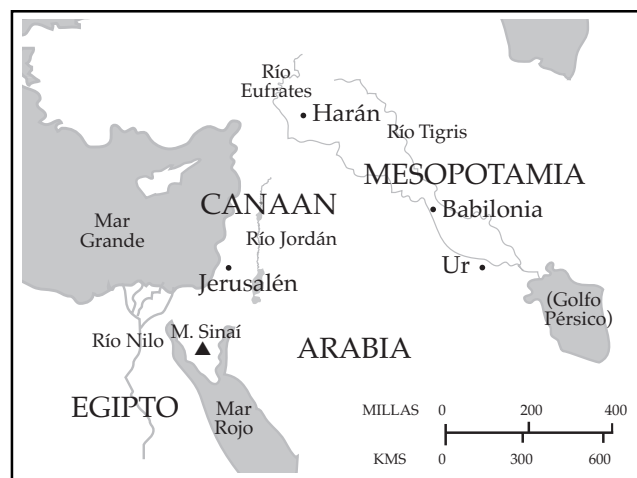 Río
Eufrates
Harán
Río Tigris
MESOPOTAMIA
CANAAN
Babilonia
Mar
Grande
Río Jordán
Ur
Jerusalén
(Golfo
Pérsico)
Río Nilo
M. Sinaí
ARABIA
EGIPTO
Mar
Rojo
MILLAS 0 200 400
KMS 0 300 600